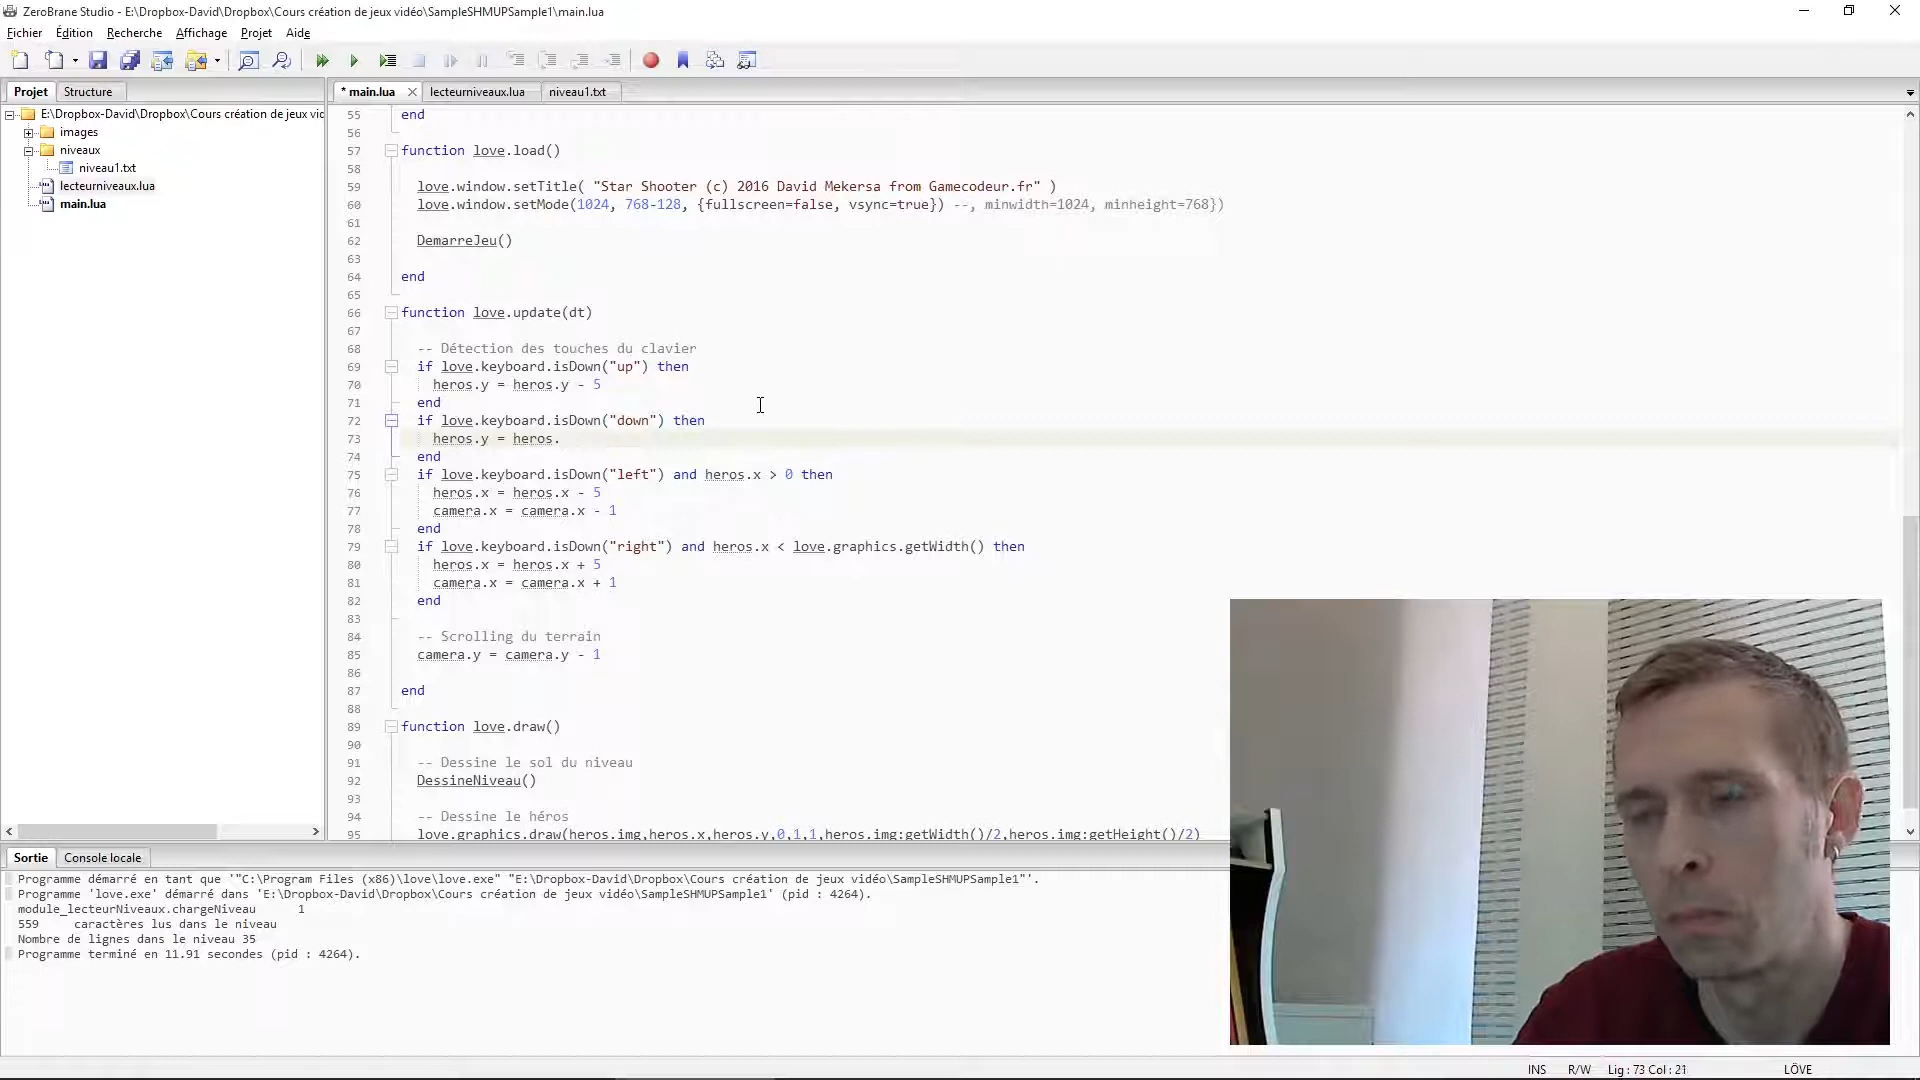 ZeroBrane Studio - E:\Dropbox-David\Dropbox\Cours création de jeux vidéo\SampleSHMUPSample1\main.lua
Fichier Édition Recherche Affichage Projet Aide
Projet Structure
* main.lua lecteurniveaux.lua niveau1.txt
E:\Dropbox-David\Dropbox\Cours création de jeux vid
images
niveaux
niveau1.txt
lecteurniveaux.lua
main.lua
55 end
56
57 function love.load()
58
59 love.window.setTitle( "Star Shooter (c) 2016 David Mekersa from Gamecodeur.fr" )
60 love.window.setMode(1024, 768-128, {fullscreen=false, vsync=true}) --, minwidth=1024, minheight=768})
61
62 DemarreJeu()
63
64 end
65
66 function love.update(dt)
67
68 -- Détection des touches du clavier
69 if love.keyboard.isDown("up") then
70 heros.y = heros.y - 5
71 end
72 if love.keyboard.isDown("down") then
73 heros.y = heros.
74 end
75 if love.keyboard.isDown("left") and heros.x > 0 then
76 heros.x = heros.x - 5
77 camera.x = camera.x - 1
78 end
79 if love.keyboard.isDown("right") and heros.x < love.graphics.getWidth() then
80 heros.x = heros.x + 5
81 camera.x = camera.x + 1
82 end
83
84 -- Scrolling du terrain
85 camera.y = camera.y - 1
86
87 end
88
89 function love.draw()
90
91 -- Dessine le sol du niveau
92 DessineNiveau()
93
94 -- Dessine le héros
95 love.graphics.draw(heros.img,heros.x,heros.y,0,1,1,heros.img:getWidth()/2,heros.img:getHeight()/2)
Sortie Console locale
Programme démarré en tant que '"C:\Program Files (x86)\love\love.exe" "E:\Dropbox-David\Dropbox\Cours création de jeux vidéo\SampleSHMUPSample1"'.
Programme 'love.exe' démarré dans 'E:\Dropbox-David\Dropbox\Cours création de jeux vidéo\SampleSHMUPSample1' (pid : 4264).
module_lecteurNiveaux.chargeNiveau 1
559 caractères lus dans le niveau
Nombre de lignes dans le niveau 35
Programme terminé en 11.91 secondes (pid : 4264).
INS R/W Lig : 73 Col : 21 LÖVE